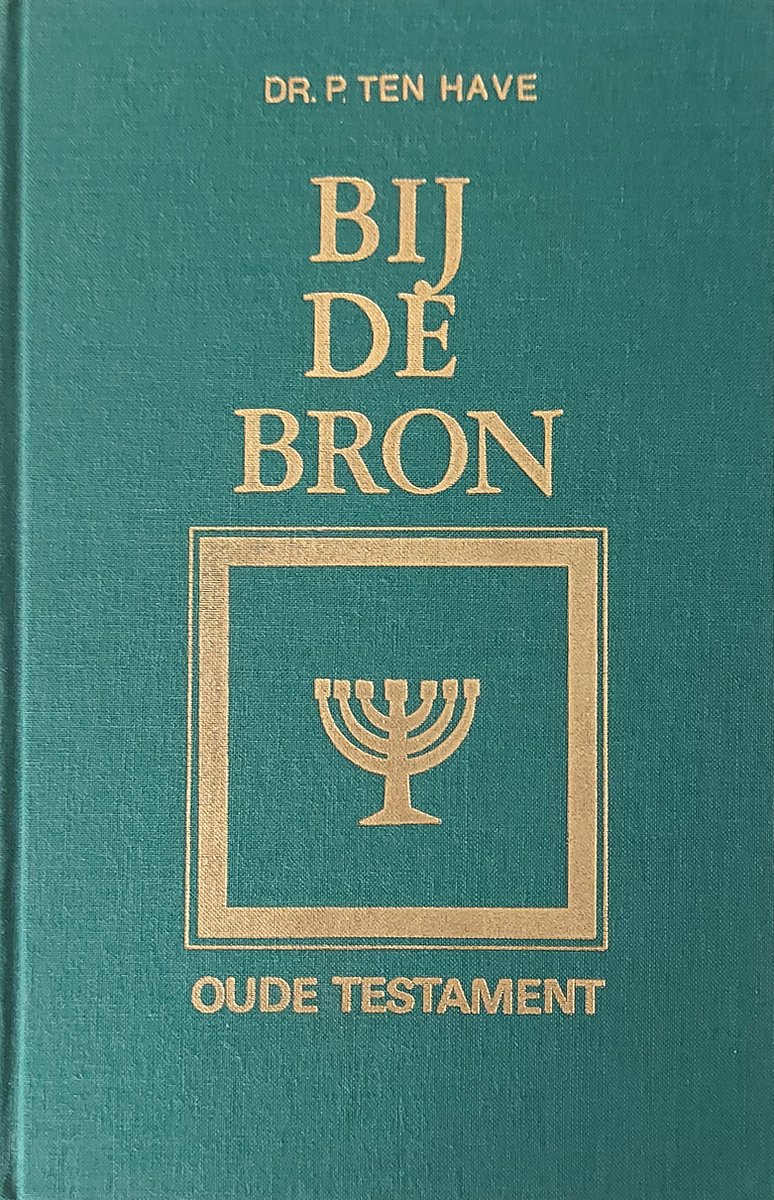 DR. P. TEN HAVE
BIJ
DE
BRON
OUDE TESTAMENT